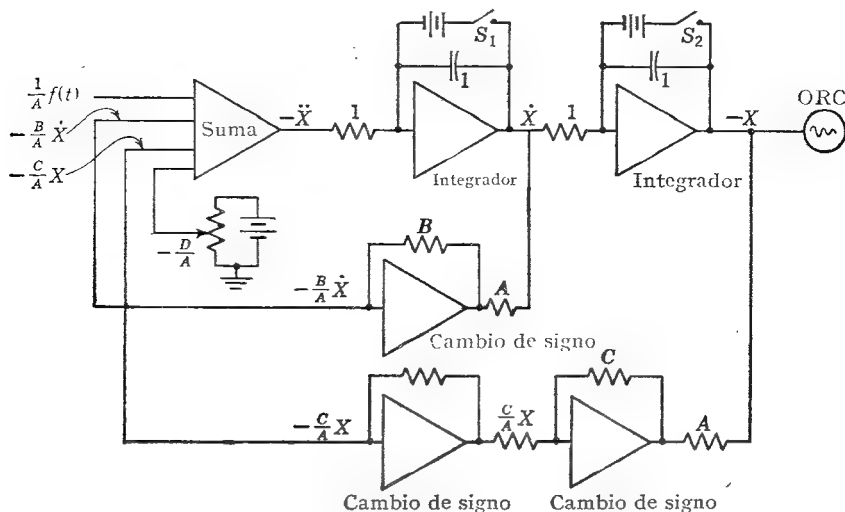 S₁
S₂
1
1
ORC
1/A f(t)
-B/A Ẋ
-C/A X
Suma
-Ẍ
1
Ẋ
1
-X
Integrador
Integrador
-D/A
B
-B/A Ẋ
A
Cambio de signo
C
-C/A X
C/A X
A
Cambio de signo
Cambio de signo